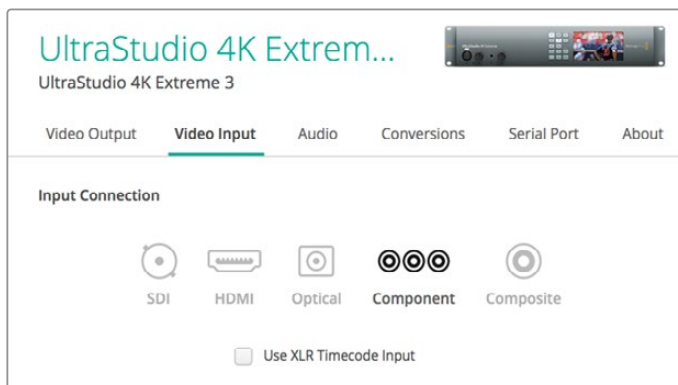 UltraStudio 4K Extrem...
UltraStudio 4K Extreme 3
Video Output Video Input Audio Conversions Serial Port About
Input Connection
SDI HDMI Optical Component Composite
Use XLR Timecode Input